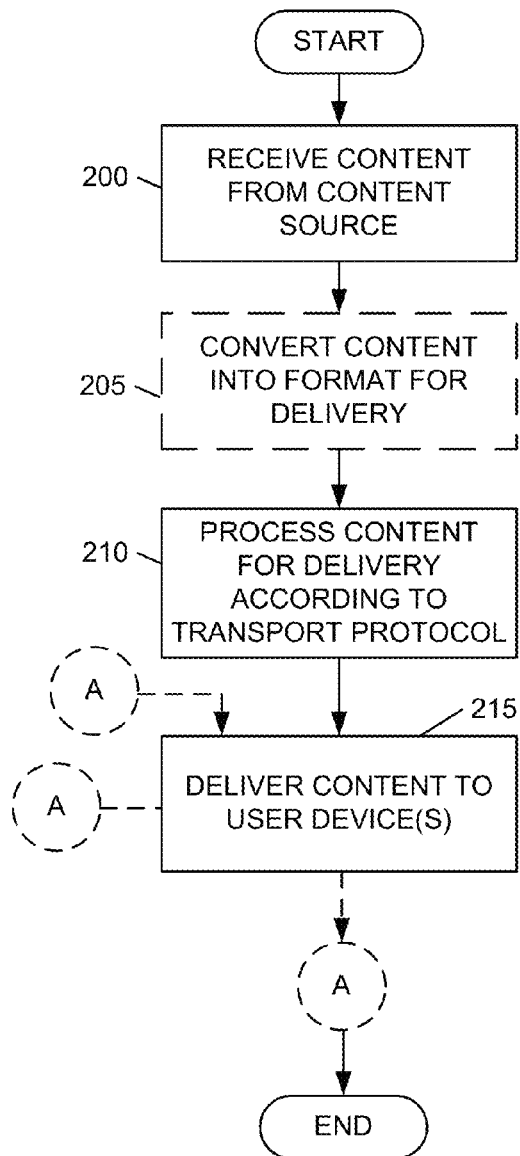 START
200
RECEIVE CONTENT
FROM CONTENT
SOURCE
205
CONVERT CONTENT
INTO FORMAT FOR
DELIVERY
210
PROCESS CONTENT
FOR DELIVERY
ACCORDING TO
TRANSPORT PROTOCOL
A
215
A
DELIVER CONTENT TO
USER DEVICE(S)
A
END